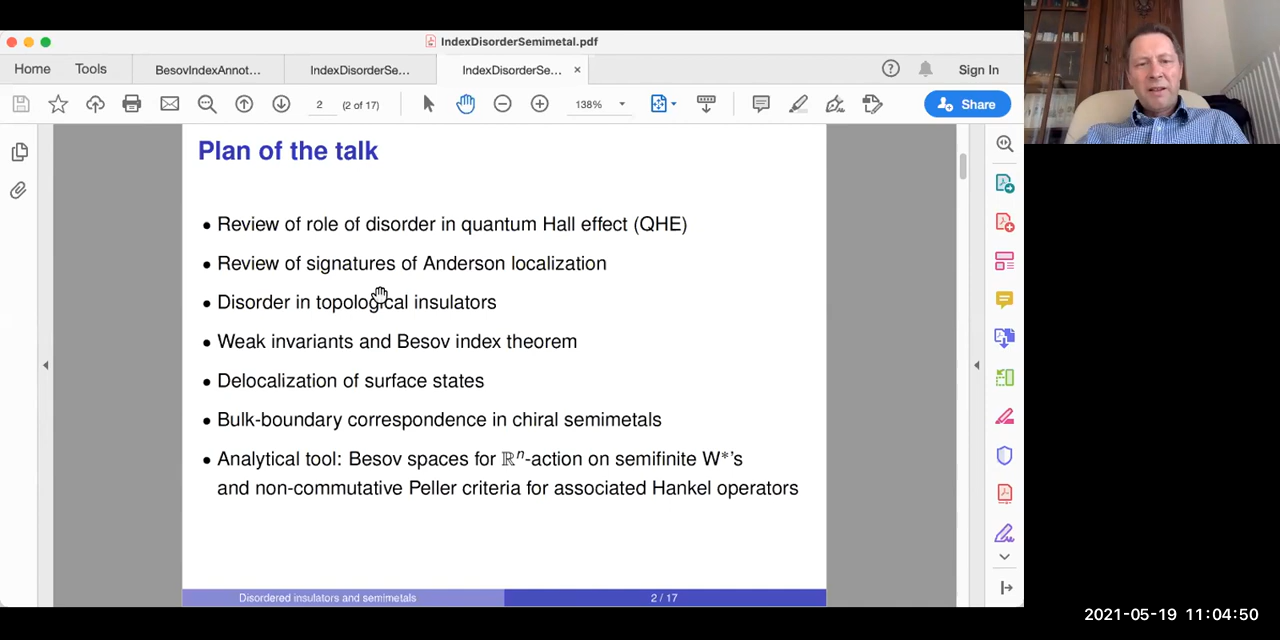 IndexDisorderSemimetal.pdf
Home Tools BesovIndexAnnot... IndexDisorderSe... IndexDisorderSe... × Sign In
2 (2 of 17) 138% Share
Plan of the talk
• Review of role of disorder in quantum Hall effect (QHE)
• Review of signatures of Anderson localization
• Disorder in topological insulators
• Weak invariants and Besov index theorem
• Delocalization of surface states
• Bulk-boundary correspondence in chiral semimetals
• Analytical tool: Besov spaces for ℝⁿ-action on semifinite W*'s
and non-commutative Peller criteria for associated Hankel operators
Disordered insulators and semimetals 2 / 17
2021-05-19 11:04:50